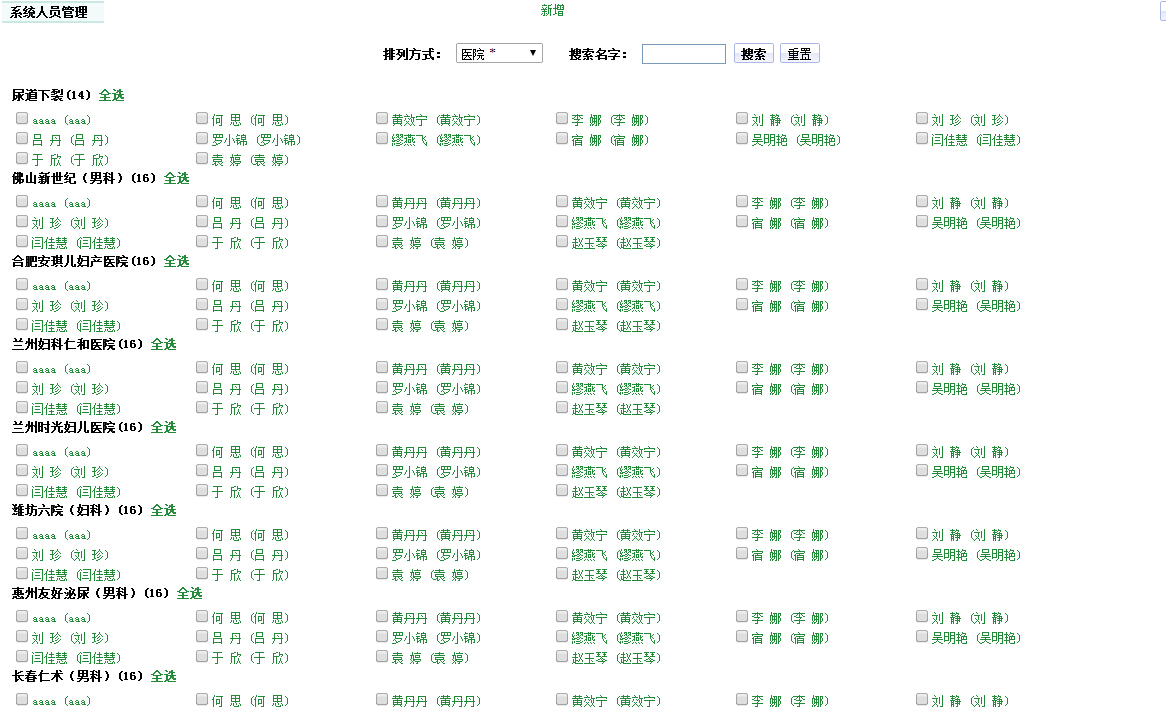 系统人员管理 新增
排列方式： 医院 * 搜索名字： 搜索 重置
尿道下裂(14) 全选
aaaa (aaa) 何 思 (何 思) 黄效宁 (黄效宁) 李 娜 (李 娜) 刘 静 (刘 静) 刘 珍 (刘 珍)
吕 丹 (吕 丹) 罗小锦 (罗小锦) 繆燕飞 (繆燕飞) 宿 娜 (宿 娜) 吴明艳 (吴明艳) 闫佳慧 (闫佳慧)
于 欣 (于 欣) 袁 婷 (袁 婷)
佛山新世纪（男科）(16) 全选
aaaa (aaa) 何 思 (何 思) 黄丹丹 (黄丹丹) 黄效宁 (黄效宁) 李 娜 (李 娜) 刘 静 (刘 静)
刘 珍 (刘 珍) 吕 丹 (吕 丹) 罗小锦 (罗小锦) 繆燕飞 (繆燕飞) 宿 娜 (宿 娜) 吴明艳 (吴明艳)
闫佳慧 (闫佳慧) 于 欣 (于 欣) 袁 婷 (袁 婷) 赵玉琴 (赵玉琴)
合肥安琪儿妇产医院(16) 全选
aaaa (aaa) 何 思 (何 思) 黄丹丹 (黄丹丹) 黄效宁 (黄效宁) 李 娜 (李 娜) 刘 静 (刘 静)
刘 珍 (刘 珍) 吕 丹 (吕 丹) 罗小锦 (罗小锦) 繆燕飞 (繆燕飞) 宿 娜 (宿 娜) 吴明艳 (吴明艳)
闫佳慧 (闫佳慧) 于 欣 (于 欣) 袁 婷 (袁 婷) 赵玉琴 (赵玉琴)
兰州妇科仁和医院(16) 全选
aaaa (aaa) 何 思 (何 思) 黄丹丹 (黄丹丹) 黄效宁 (黄效宁) 李 娜 (李 娜) 刘 静 (刘 静)
刘 珍 (刘 珍) 吕 丹 (吕 丹) 罗小锦 (罗小锦) 繆燕飞 (繆燕飞) 宿 娜 (宿 娜) 吴明艳 (吴明艳)
闫佳慧 (闫佳慧) 于 欣 (于 欣) 袁 婷 (袁 婷) 赵玉琴 (赵玉琴)
兰州时光妇儿医院(16) 全选
aaaa (aaa) 何 思 (何 思) 黄丹丹 (黄丹丹) 黄效宁 (黄效宁) 李 娜 (李 娜) 刘 静 (刘 静)
刘 珍 (刘 珍) 吕 丹 (吕 丹) 罗小锦 (罗小锦) 繆燕飞 (繆燕飞) 宿 娜 (宿 娜) 吴明艳 (吴明艳)
闫佳慧 (闫佳慧) 于 欣 (于 欣) 袁 婷 (袁 婷) 赵玉琴 (赵玉琴)
潍坊六院（妇科）(16) 全选
aaaa (aaa) 何 思 (何 思) 黄丹丹 (黄丹丹) 黄效宁 (黄效宁) 李 娜 (李 娜) 刘 静 (刘 静)
刘 珍 (刘 珍) 吕 丹 (吕 丹) 罗小锦 (罗小锦) 繆燕飞 (繆燕飞) 宿 娜 (宿 娜) 吴明艳 (吴明艳)
闫佳慧 (闫佳慧) 于 欣 (于 欣) 袁 婷 (袁 婷) 赵玉琴 (赵玉琴)
惠州友好泌尿（男科）(16) 全选
aaaa (aaa) 何 思 (何 思) 黄丹丹 (黄丹丹) 黄效宁 (黄效宁) 李 娜 (李 娜) 刘 静 (刘 静)
刘 珍 (刘 珍) 吕 丹 (吕 丹) 罗小锦 (罗小锦) 繆燕飞 (繆燕飞) 宿 娜 (宿 娜) 吴明艳 (吴明艳)
闫佳慧 (闫佳慧) 于 欣 (于 欣) 袁 婷 (袁 婷) 赵玉琴 (赵玉琴)
长春仁术（男科）(16) 全选
aaaa (aaa) 何 思 (何 思) 黄丹丹 (黄丹丹) 黄效宁 (黄效宁) 李 娜 (李 娜) 刘 静 (刘 静)